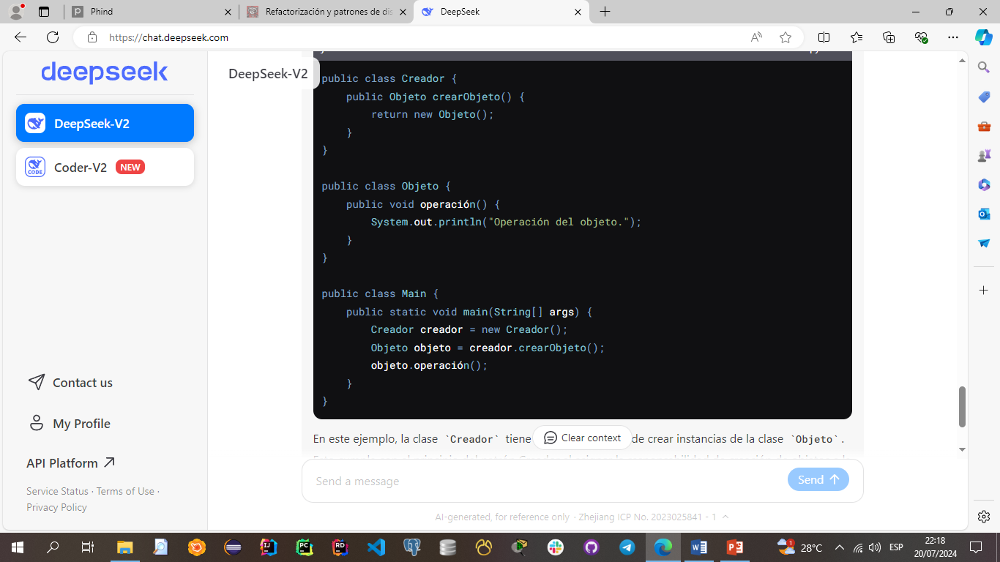 Phind
Refactorización y patrones de dis
DeepSeek
https://chat.deepseek.com
deepseek
DeepSeek-V2
Coder-V2 NEW
CODE
Contact us
My Profile
API Platform
Service Status · Terms of Use ·
Privacy Policy
DeepSeek-V2
public class Creador {
    public Objeto crearObjeto() {
        return new Objeto();
    }
}

public class Objeto {
    public void operación() {
        System.out.println("Operación del objeto.");
    }
}

public class Main {
    public static void main(String[] args) {
        Creador creador = new Creador();
        Objeto objeto = creador.crearObjeto();
        objeto.operación();
    }
}
En este ejemplo, la clase `Creador` tiene
Clear context
de crear instancias de la clase `Objeto`.
Send a message
Send
AI-generated, for reference only · Zhejiang ICP No. 2023025841 - 1
28°C
ESP
22:18
20/07/2024